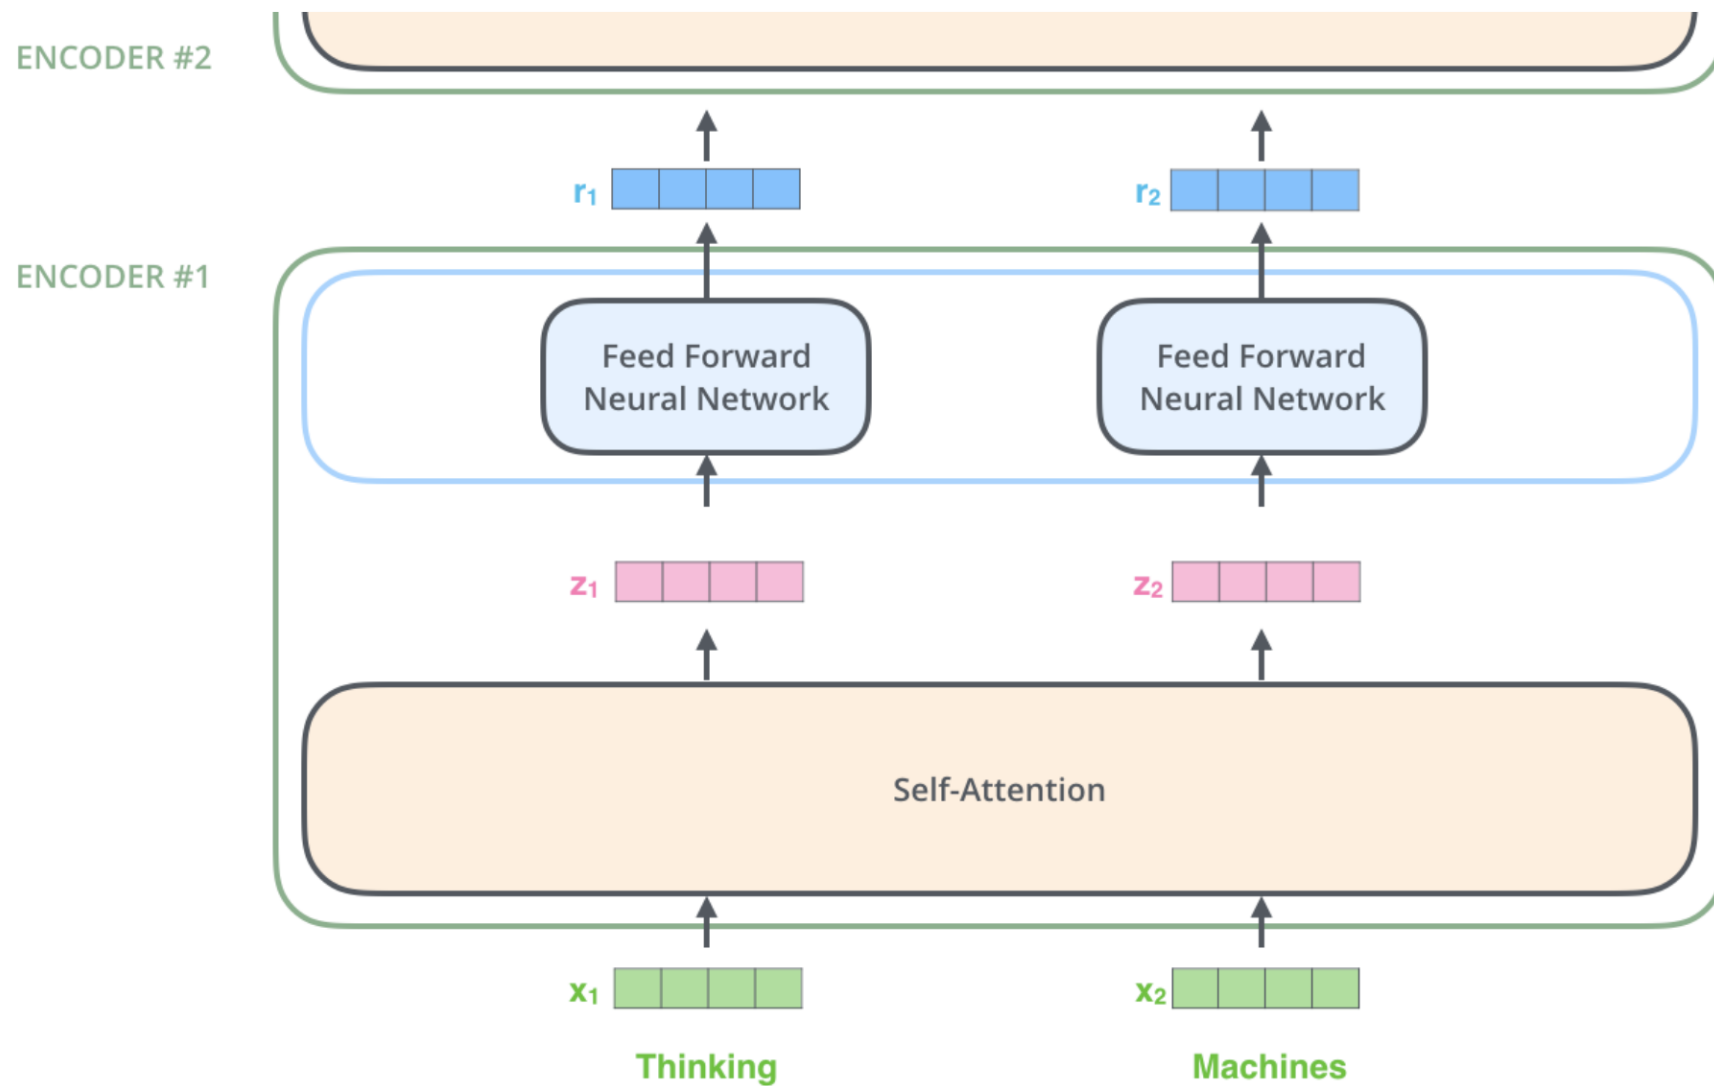 ENCODER #2
r₁
r₂
ENCODER #1
Feed Forward
Neural Network
Feed Forward
Neural Network
z₁
z₂
Self-Attention
x₁
x₂
Thinking
Machines